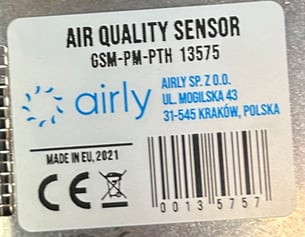 AIR QUALITY SENSOR
GSM-PM-PTH 13575
airly
AIRLY SP. Z O.O.
UL. MOGILSKA 43
31-545 KRAKÓW, POLSKA
MADE IN EU, 2021
CE
0013 5757